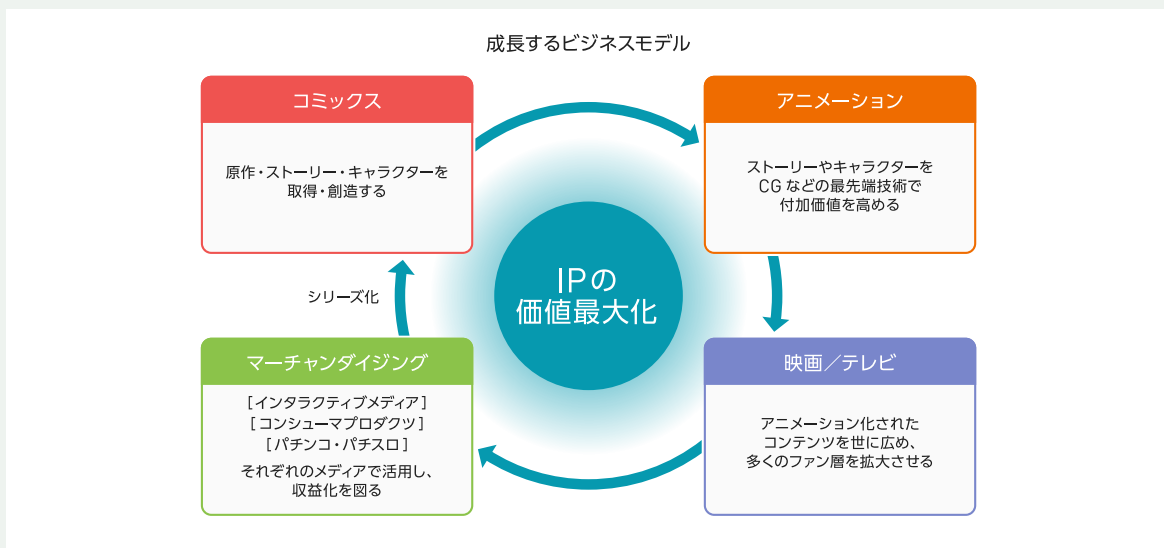 成長するビジネスモデル
コミックス
原作・ストーリー・キャラクターを
取得・創造する
アニメーション
ストーリーやキャラクターを
CGなどの最先端技術で
付加価値を高める
IPの
価値最大化
シリーズ化
マーチャンダイジング
[インタラクティブメディア]
[コンシューマプロダクツ]
[パチンコ・パチスロ]
それぞれのメディアで活用し、
収益化を図る
映画／テレビ
アニメーション化された
コンテンツを世に広め、
多くのファン層を拡大させる